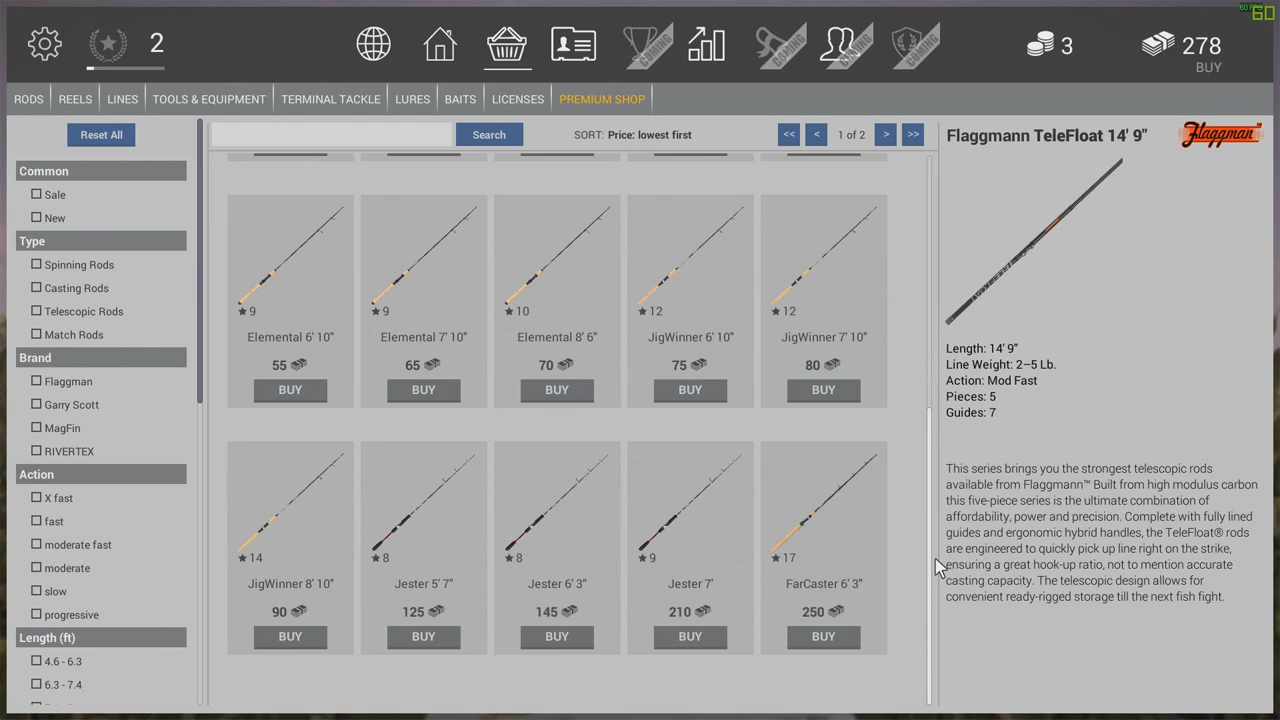 60 FPS
60
2
COMING
COMING
COMING
COMING
3
278
BUY
RODS
REELS
LINES
TOOLS & EQUIPMENT
TERMINAL TACKLE
LURES
BAITS
LICENSES
PREMIUM SHOP
Reset All
Common
Sale
New
Type
Spinning Rods
Casting Rods
Telescopic Rods
Match Rods
Brand
Flaggman
Garry Scott
MagFin
RIVERTEX
Action
X fast
fast
moderate fast
moderate
slow
progressive
Length (ft)
4.6 - 6.3
6.3 - 7.4
Search
SORT: Price: lowest first
<<
<
1 of 2
>
>>
9
9
10
12
12
Elemental 6' 10"
Elemental 7' 10"
Elemental 8' 6"
JigWinner 6' 10"
JigWinner 7' 10"
55
65
70
75
80
BUY
BUY
BUY
BUY
BUY
14
8
8
9
17
JigWinner 8' 10"
Jester 5' 7"
Jester 6' 3"
Jester 7'
FarCaster 6' 3"
90
125
145
210
250
BUY
BUY
BUY
BUY
BUY
Flaggmann TeleFloat 14' 9"
Flaggman
Length: 14' 9"
Line Weight: 2–5 Lb.
Action: Mod Fast
Pieces: 5
Guides: 7
This series brings you the strongest telescopic rods
available from Flaggmann™ Built from high modulus carbon
this five-piece series is the ultimate combination of
affordability, power and precision. Complete with fully lined
guides and ergonomic hybrid handles, the TeleFloat® rods
are engineered to quickly pick up line right on the strike,
ensuring a great hook-up ratio, not to mention accurate
casting capacity. The telescopic design allows for
convenient ready-rigged storage till the next fish fight.